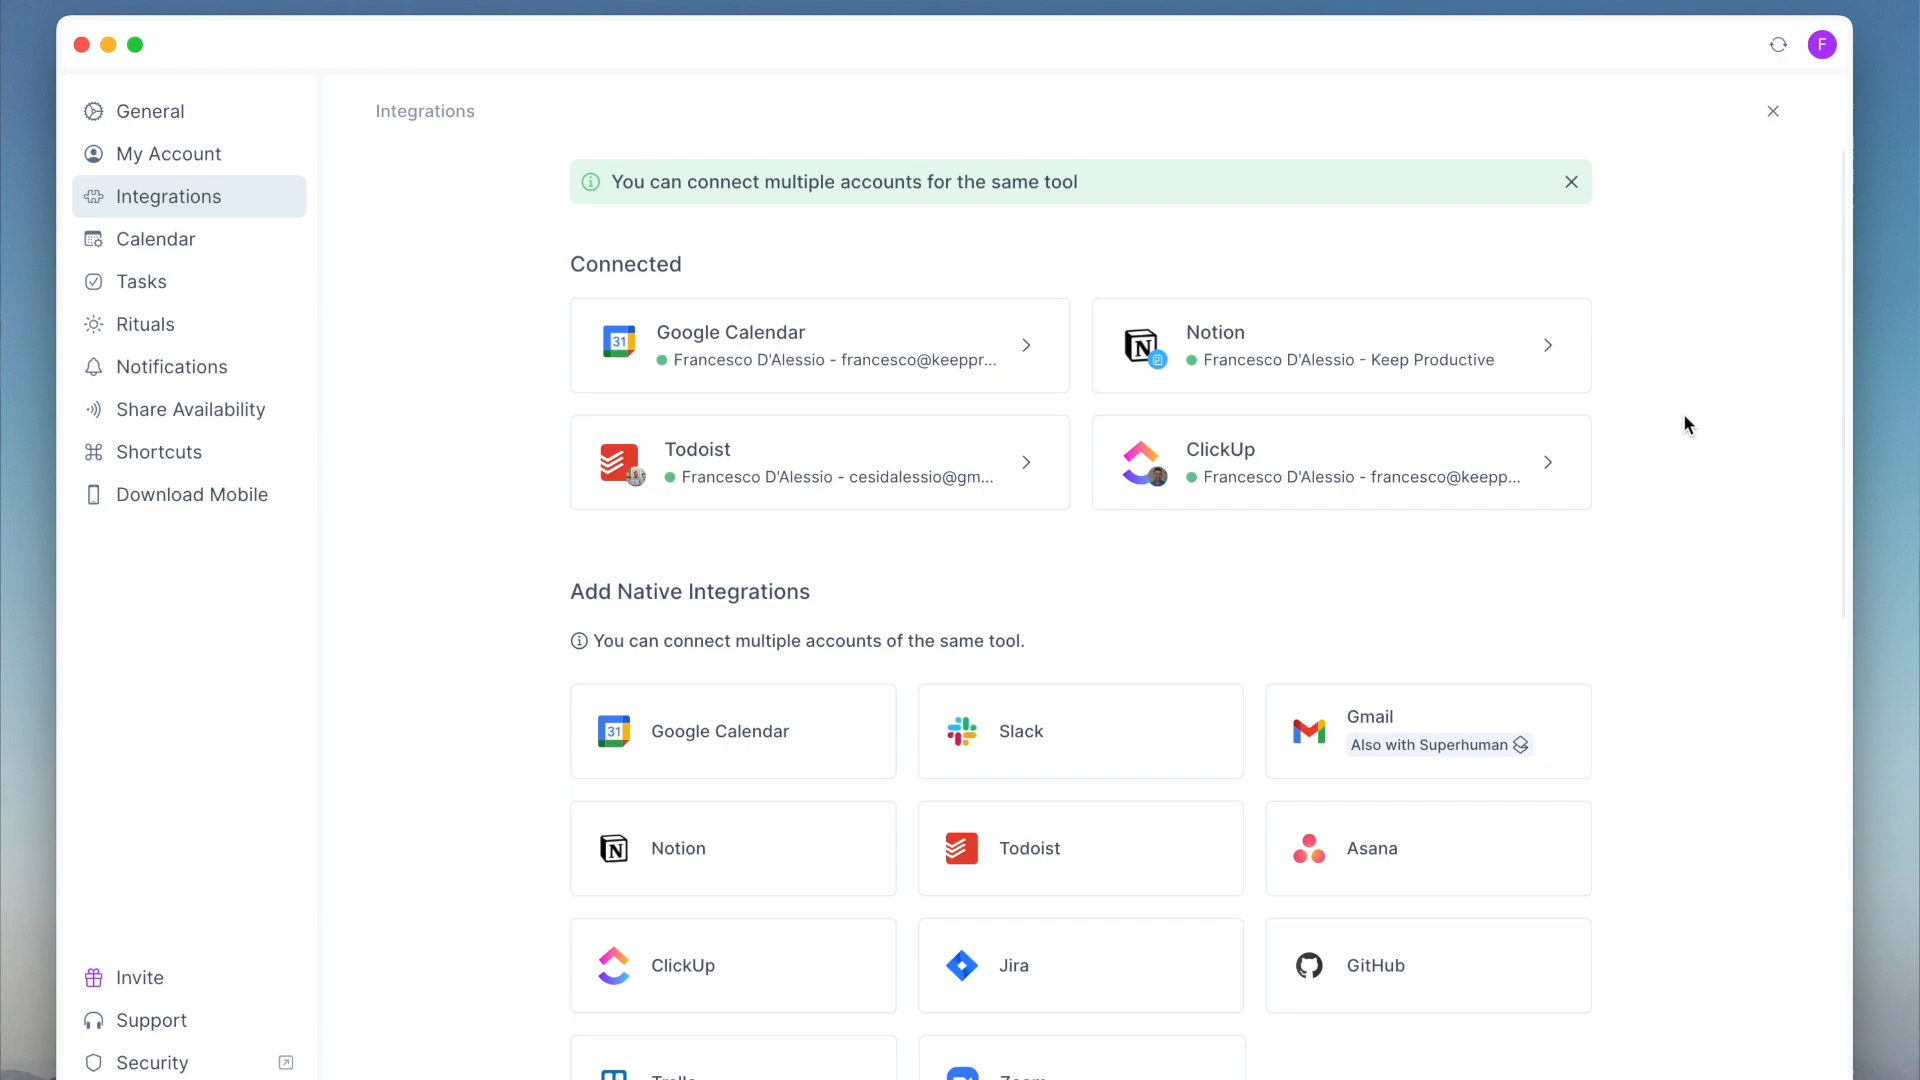 F
General
My Account
Integrations
Calendar
Tasks
Rituals
Notifications
Share Availability
Shortcuts
Download Mobile
Invite
Support
Security
Integrations
You can connect multiple accounts for the same tool
Connected
31
Google Calendar
Francesco D'Alessio - francesco@keeppr...
Notion
Francesco D'Alessio - Keep Productive
Todoist
Francesco D'Alessio - cesidalessio@gm...
ClickUp
Francesco D'Alessio - francesco@keepp...
Add Native Integrations
You can connect multiple accounts of the same tool.
31
Google Calendar
Slack
Gmail
Also with Superhuman
Notion
Todoist
Asana
ClickUp
Jira
GitHub